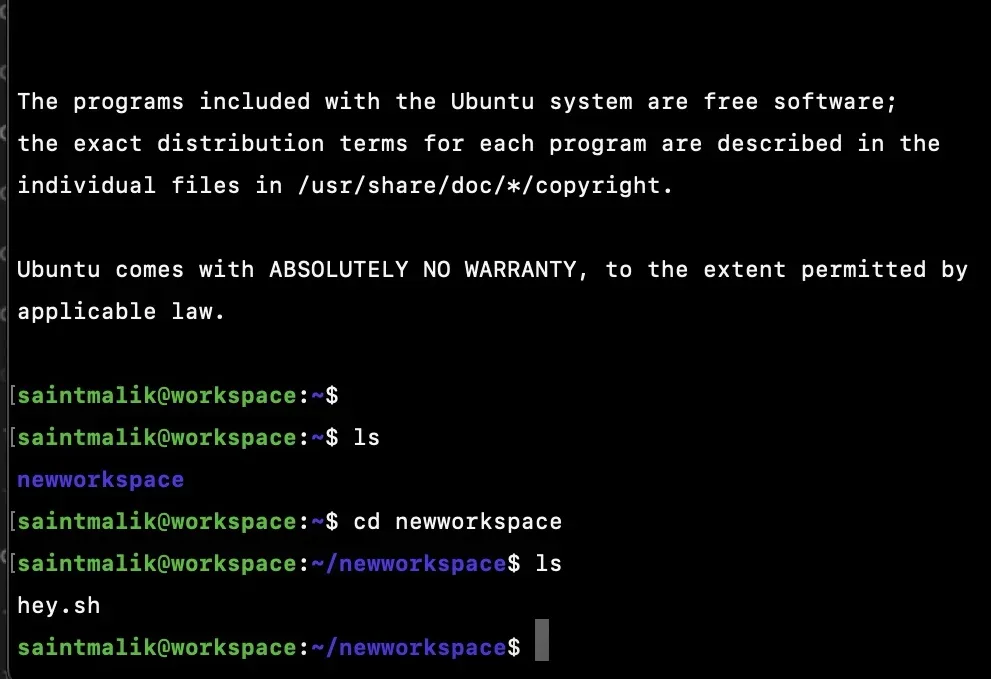 The programs included with the Ubuntu system are free software;
the exact distribution terms for each program are described in the
individual files in /usr/share/doc/*/copyright.
Ubuntu comes with ABSOLUTELY NO WARRANTY, to the extent permitted by
applicable law.
[saintmalik@workspace:~$
[saintmalik@workspace:~$ ls
newworkspace
[saintmalik@workspace:~$ cd newworkspace
[saintmalik@workspace:~/newworkspace$ ls
hey.sh
saintmalik@workspace:~/newworkspace$